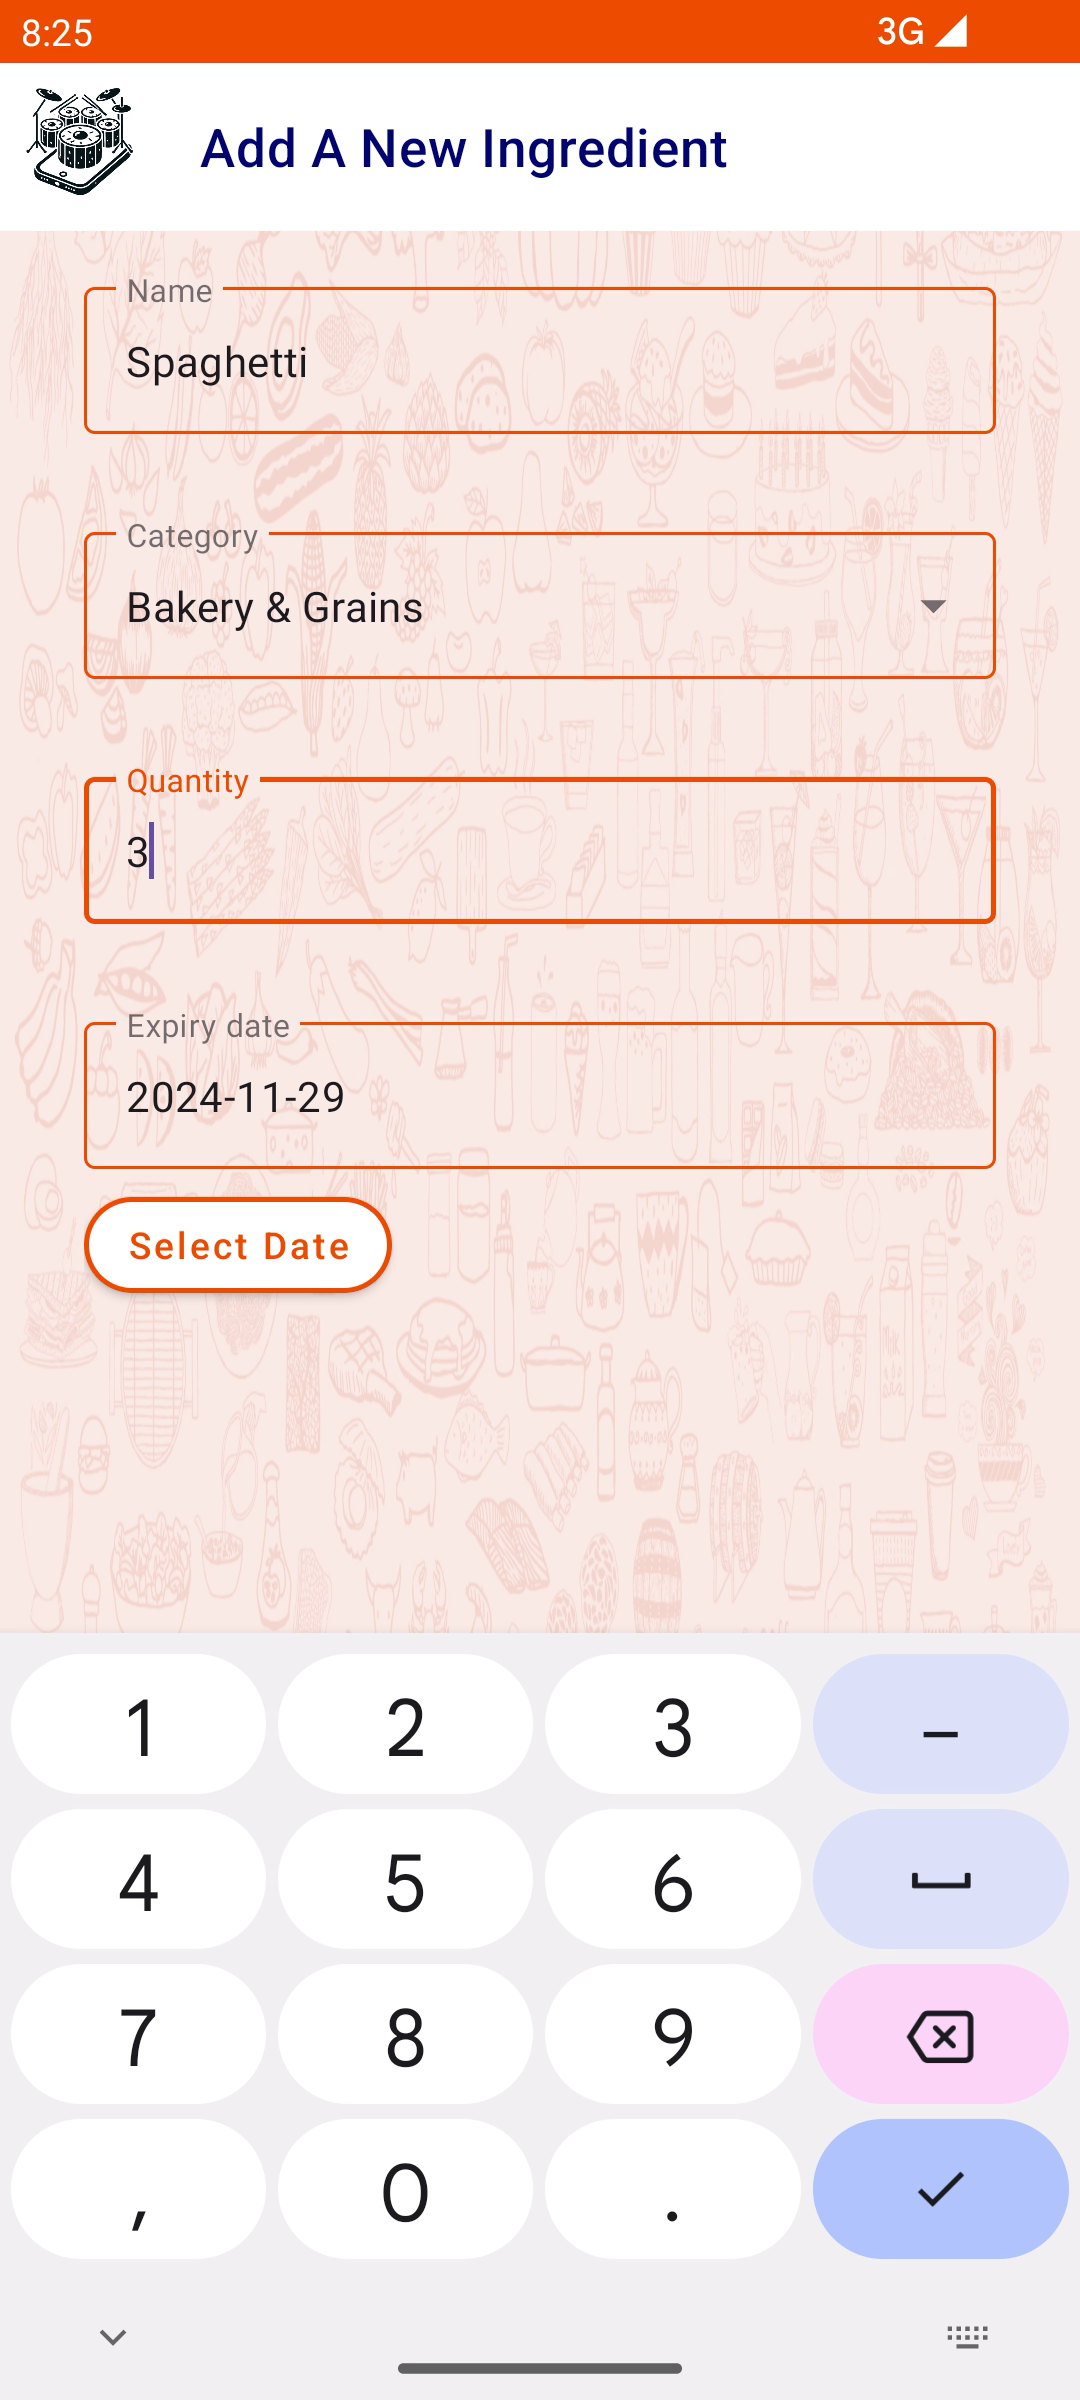 8:25
3G
Add A New Ingredient
Name
Spaghetti
Category
Bakery & Grains
Quantity
3
Expiry date
2024-11-29
Select Date
1 2 3 –
4 5 6
7 8 9
, 0 .